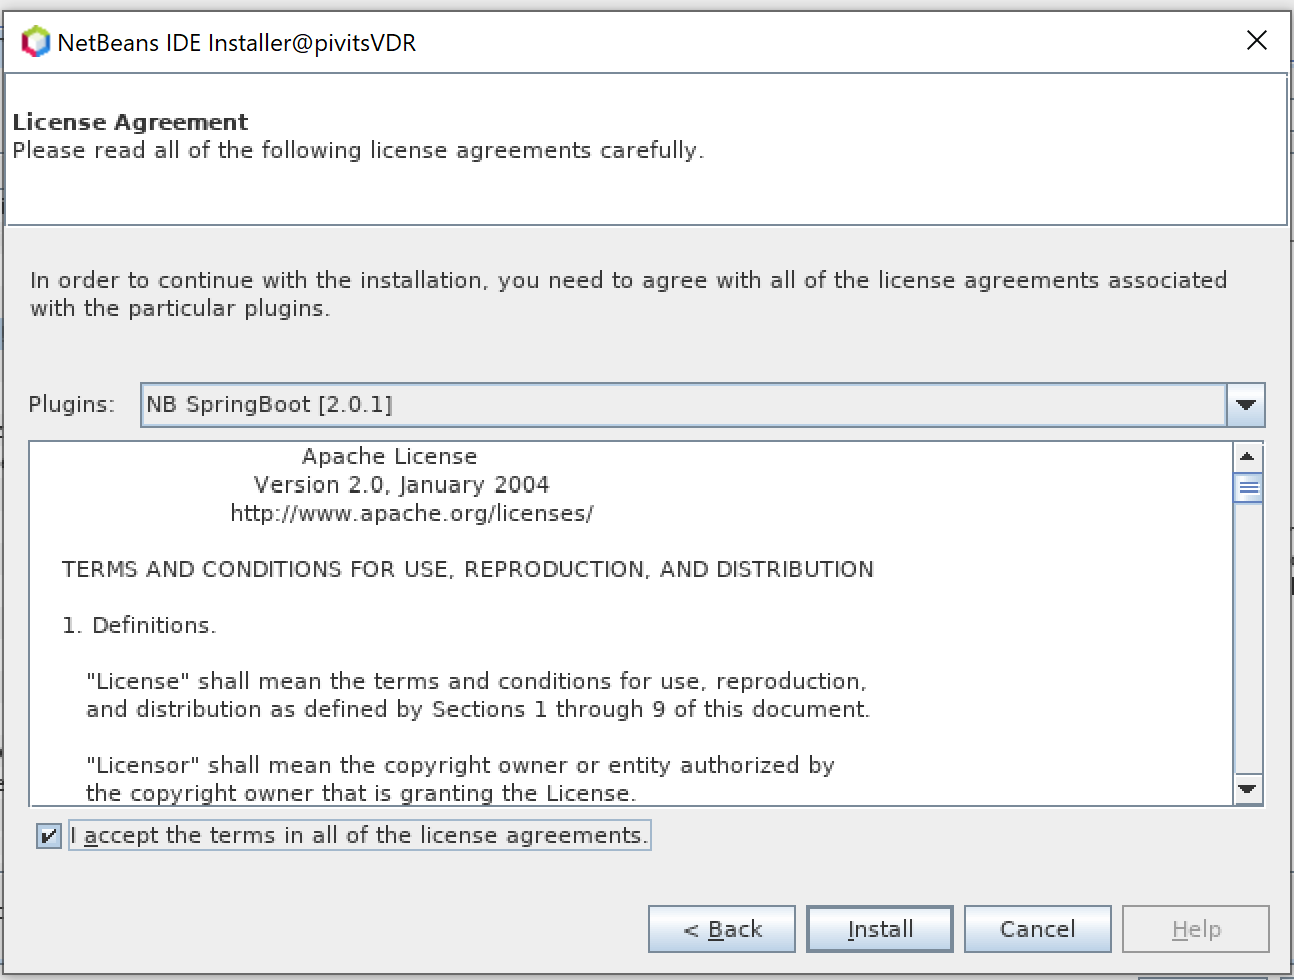 NetBeans IDE Installer@pivitsVDR
License Agreement
Please read all of the following license agreements carefully.
In order to continue with the installation, you need to agree with all of the license agreements associated
with the particular plugins.
Plugins: NB SpringBoot [2.0.1]
Apache License
Version 2.0, January 2004
http://www.apache.org/licenses/
TERMS AND CONDITIONS FOR USE, REPRODUCTION, AND DISTRIBUTION
1. Definitions.
"License" shall mean the terms and conditions for use, reproduction,
and distribution as defined by Sections 1 through 9 of this document.
"Licensor" shall mean the copyright owner or entity authorized by
the copyright owner that is granting the License.
I accept the terms in all of the license agreements.
< Back Install Cancel Help